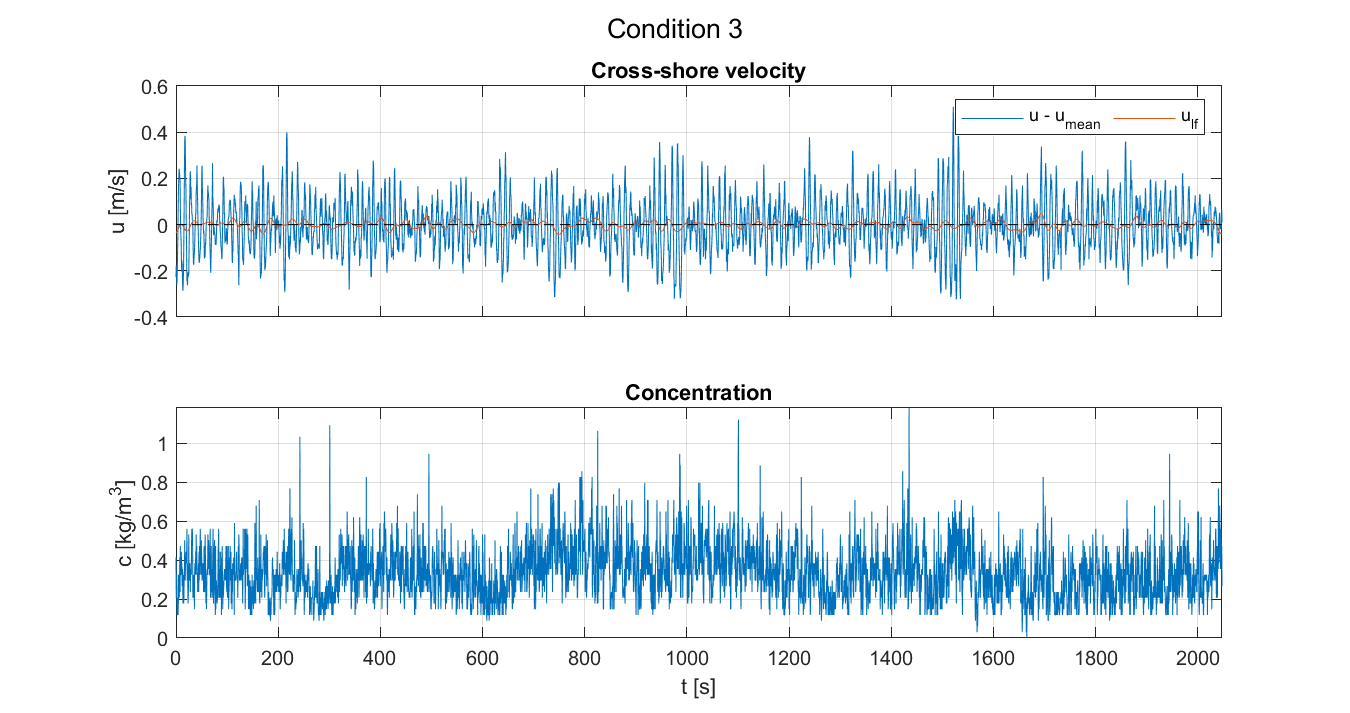 Condition 3
Cross-shore velocity
0.6
0.4
0.2
0
-0.2
-0.4
u [m/s]
u - u_mean u_lf
Concentration
1
0.8
0.6
0.4
0.2
0
c [kg/m³]
0 200 400 600 800 1000 1200 1400 1600 1800 2000
t [s]